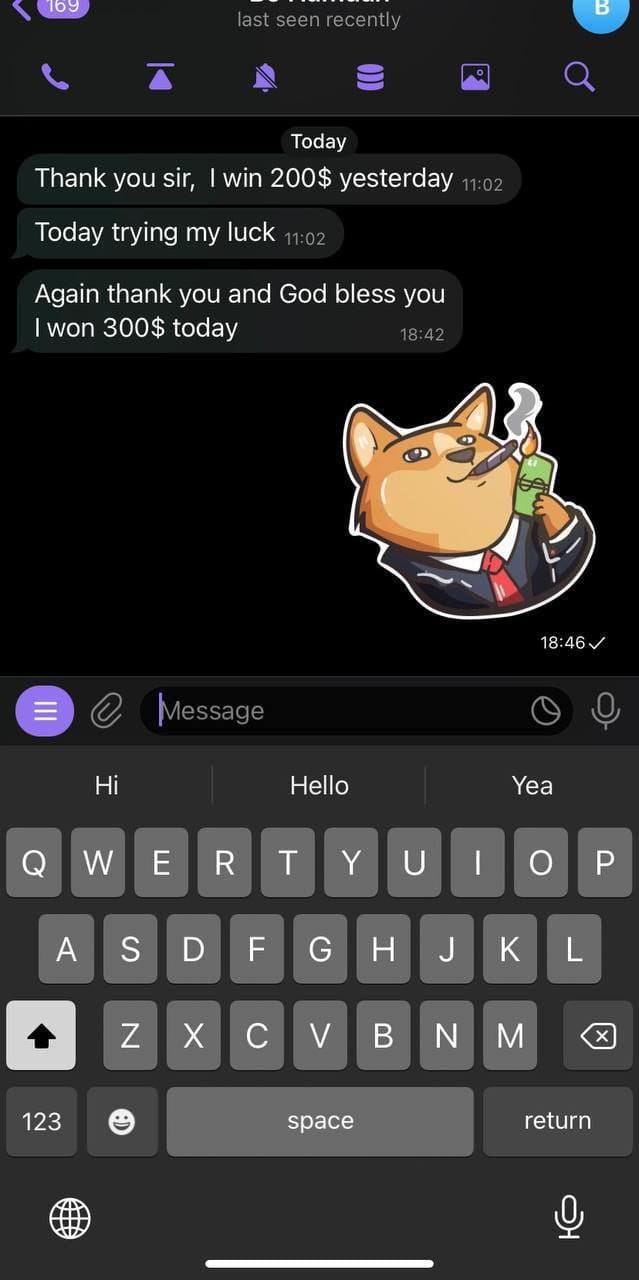 169
last seen recently
B
Today
Thank you sir,  I win 200$ yesterday 11:02
Today trying my luck 11:02
Again thank you and God bless you
I won 300$ today 18:42
18:46
Message
Hi Hello Yea
Q W E R T Y U I O P
A S D F G H J K L
Z X C V B N M
123 space return